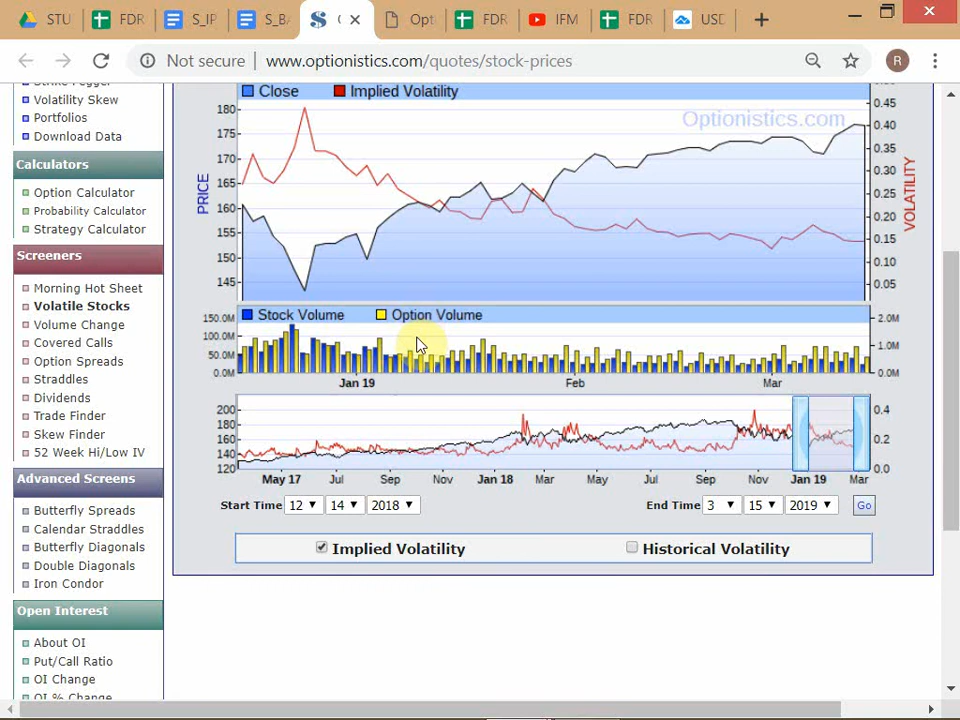 STU
FDR
S_IP
S_BA
Opt
FDR
IFM
FDR
USD
Not secure
www.optionistics.com/quotes/stock-prices
R
Volatility Skew
Portfolios
Download Data
Calculators
Option Calculator
Probability Calculator
Strategy Calculator
Screeners
Morning Hot Sheet
Volatile Stocks
Volume Change
Covered Calls
Option Spreads
Straddles
Dividends
Trade Finder
Skew Finder
52 Week Hi/Low IV
Advanced Screens
Butterfly Spreads
Calendar Straddles
Butterfly Diagonals
Double Diagonals
Iron Condor
Open Interest
About OI
Put/Call Ratio
OI Change
OI % Change
Close Implied Volatility
Optionistics.com
180
175
170
165
160
155
150
145
PRICE
0.45
0.40
0.35
0.30
0.25
0.20
0.15
0.10
0.05
VOLATILITY
Stock Volume Option Volume
150.0M
100.0M
50.0M
0.0M
2.0M
1.0M
0.0M
Jan 19 Feb Mar
200
180
160
140
120
0.4
0.2
0.0
May 17 Jul Sep Nov Jan 18 Mar May Jul Sep Nov Jan 19 Mar
Start Time 12 14 2018 End Time 3 15 2019 Go
Implied Volatility Historical Volatility